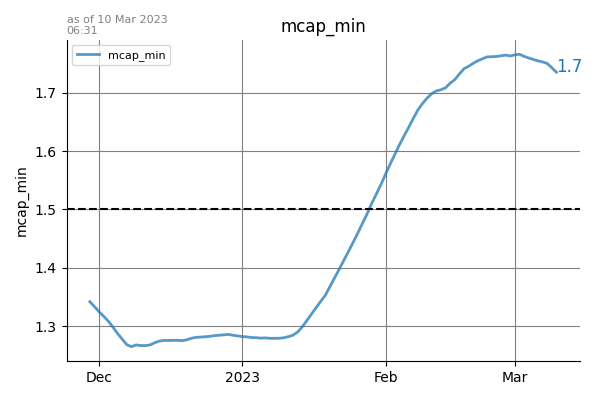 as of 10 Mar 2023
06:31
mcap_min
mcap_min
1.7
1.7
1.6
1.5
1.4
1.3
mcap_min
Dec
2023
Feb
Mar